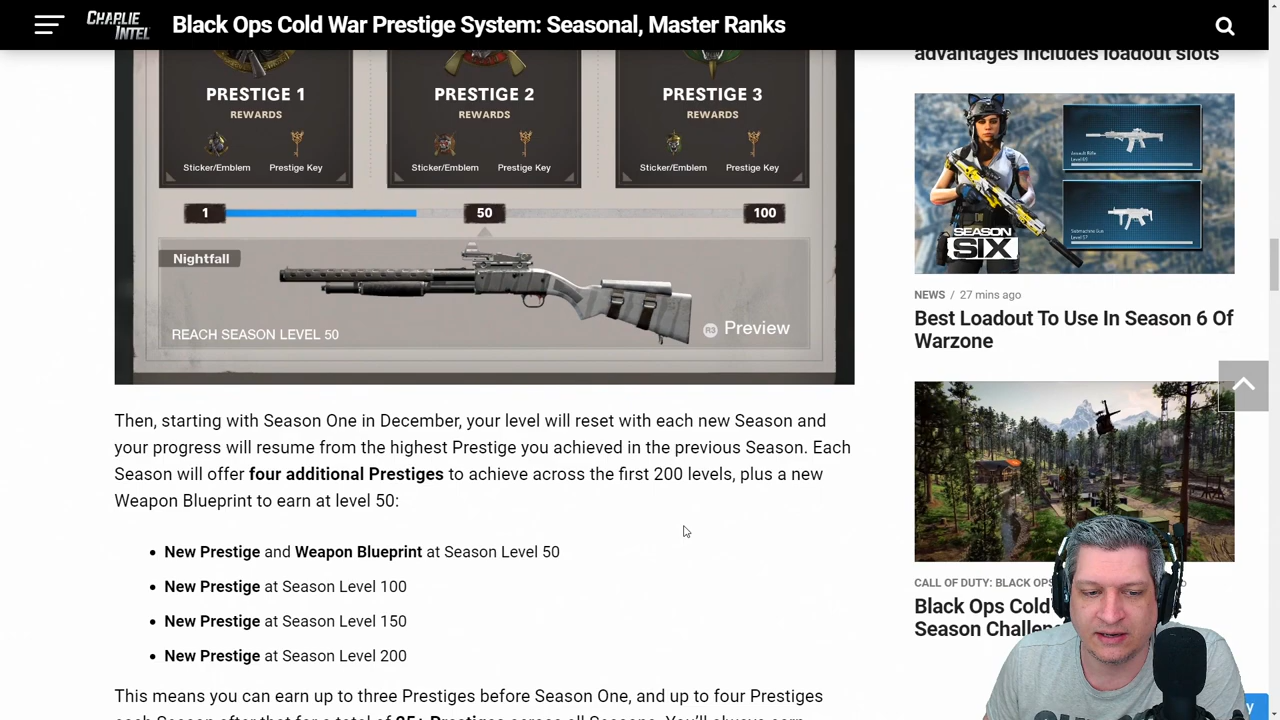 CHARLIE
INTEL
Black Ops Cold War Prestige System: Seasonal, Master Ranks
PRESTIGE 1
REWARDS
Sticker/Emblem
Prestige Key
PRESTIGE 2
REWARDS
Sticker/Emblem
Prestige Key
PRESTIGE 3
REWARDS
Sticker/Emblem
Prestige Key
1
50
100
Nightfall
REACH SEASON LEVEL 50
Preview
Then, starting with Season One in December, your level will reset with each new Season and
your progress will resume from the highest Prestige you achieved in the previous Season. Each
Season will offer four additional Prestiges to achieve across the first 200 levels, plus a new
Weapon Blueprint to earn at level 50:
• New Prestige and Weapon Blueprint at Season Level 50
• New Prestige at Season Level 100
• New Prestige at Season Level 150
• New Prestige at Season Level 200
This means you can earn up to three Prestiges before Season One, and up to four Prestiges
advantages includes loadout slots
SEASON
SIX
NEWS / 27 mins ago
Best Loadout To Use In Season 6 Of
Warzone
CALL OF DUTY: BLACK OPS
Black Ops Cold
Season